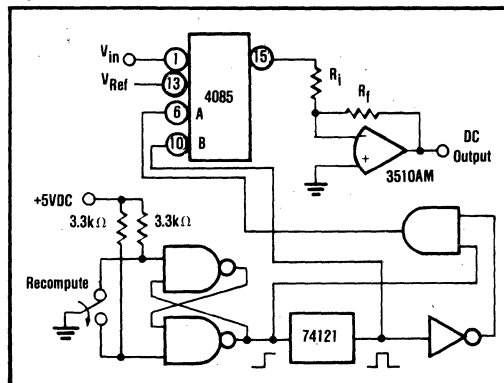 Vin
1
VRef
13
6
A
10
B
4085
15
Ri
Rf
−
+
3510AM
DC
Output
+5VDC
3.3kΩ
3.3kΩ
Recompute
74121